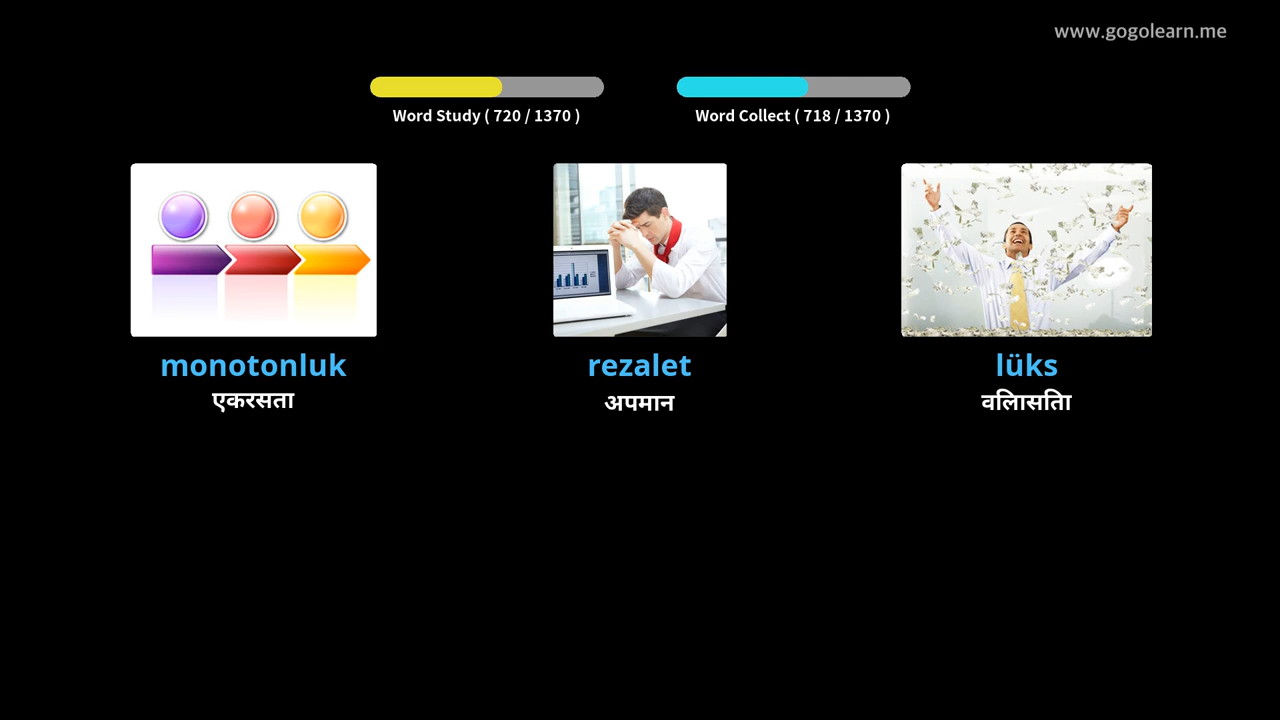 www.gogolearn.me
Word Study ( 720 / 1370 )
Word Collect ( 718 / 1370 )
monotonluk
rezalet
lüks
एकरसता
अपमान
विलासिता